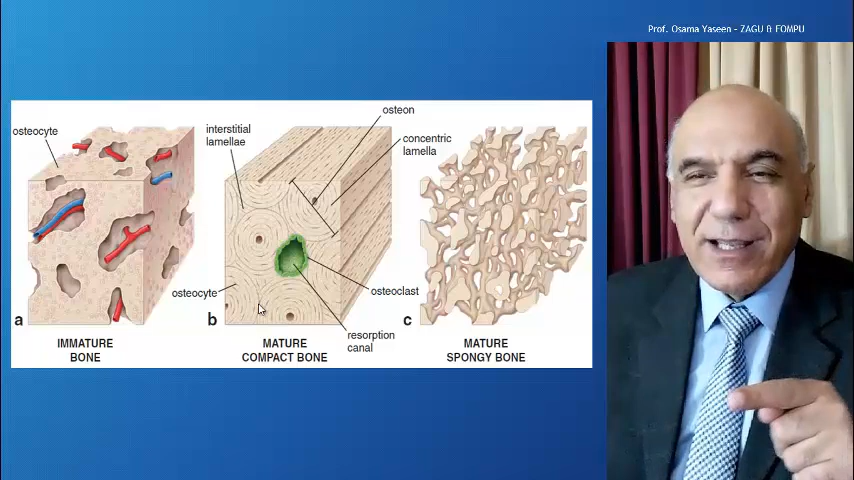 Prof. Osama Yaseen - ZAGU & FOMPU
osteocyte
a
IMMATURE
BONE
interstitial
lamellae
osteon
concentric
lamella
osteocyte
osteoclast
resorption
canal
b
MATURE
COMPACT BONE
c
MATURE
SPONGY BONE